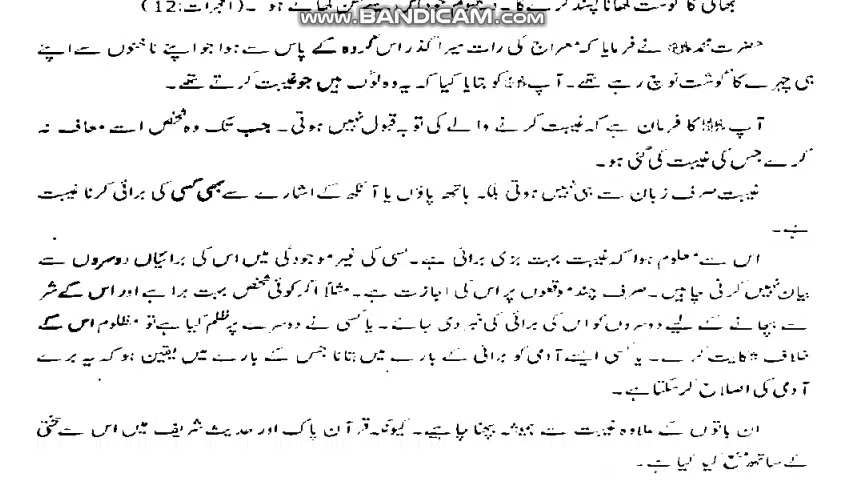 بھائی کا گوشت کھانا پسند کرے گا۔ (الحجرات:12)
www.BANDICAM.com
حضرت محمد ﷺ نے فرمایا کہ معراج کی رات میرا گذر اس گروہ کے پاس سے ہوا جو اپنے ناخنوں سے اپنے
ہی چہرے کا گوشت نوچ رہے تھے۔ آپ ﷺ کو بتایا گیا کہ یہ وہ لوگ ہیں جو غیبت کرتے تھے۔
آپ ﷺ کا فرمان ہے کہ غیبت کرنے والے کی توبہ قبول نہیں ہوتی۔ جب تک وہ شخص اسے معاف نہ
کرے جس کی غیبت کی گئی ہو۔
غیبت صرف زبان سے ہی نہیں ہوتی بلکہ ہاتھ پاؤں یا آنکھ کے اشارے سے بھی کسی کی برائی کرنا غیبت
ہے۔
اس سے معلوم ہوا کہ غیبت بہت بڑی برائی ہے۔ کسی کی غیر موجودگی میں اس کی برائیاں دوسروں سے
بیان نہیں کرنی چاہیں۔ صرف چند موقعوں پر اس کی اجازت ہے۔ مثلاً اگر کوئی شخص بہت برا ہے اور اس کے شر
سے بچانے کے لیے دوسروں کو اس کی برائی کی خبر دی جائے۔ یا کسی نے دوسرے پر ظلم کیا ہے تو مظلوم اس کے
خلاف شکایت کرے۔ یا کسی ایسے آدمی کو برائی کے بارے میں بتانا جس کے بارے میں یقین ہو کہ یہ برے
آدمی کی اصلاح کر سکتا ہے۔
ان باتوں کے علاوہ غیبت سے ہمیشہ بچنا چاہیے۔ کیونکہ قرآن پاک اور حدیث شریف میں اس سے سختی
کے ساتھ منع کیا گیا ہے۔